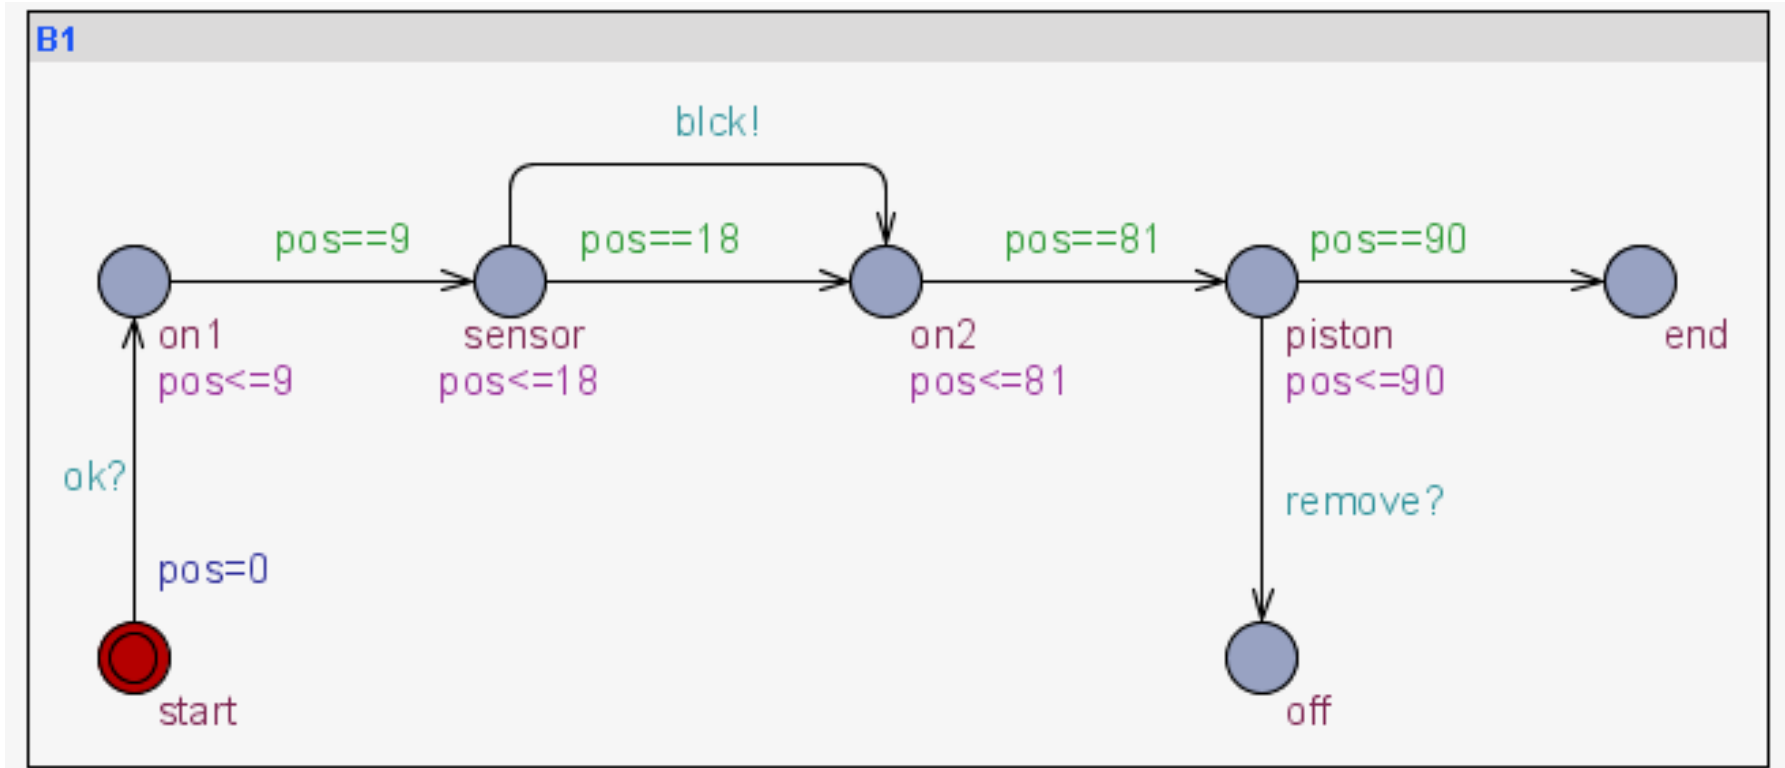 B1
blck!
pos==9
pos==18
pos==81
pos==90
on1
sensor
on2
piston
end
pos<=9
pos<=18
pos<=81
pos<=90
ok?
remove?
pos=0
start
off